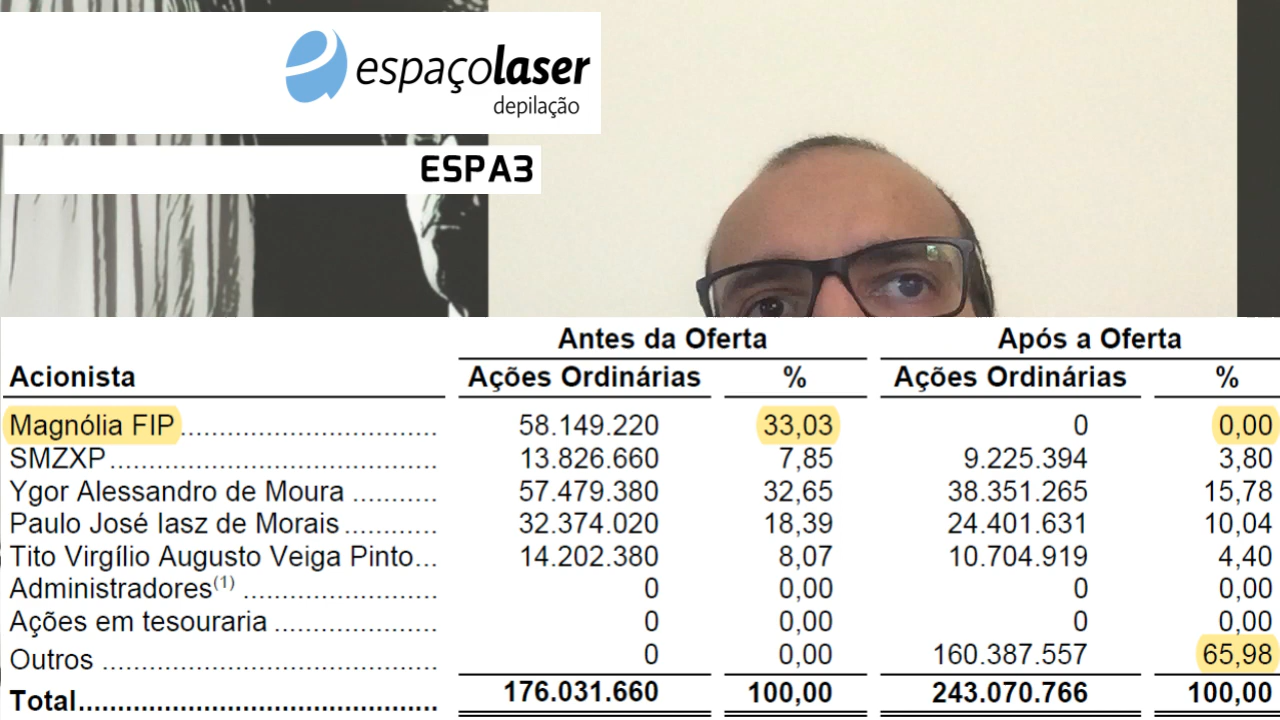 espaçolaser
depilação
ESPA3
Antes da Oferta Após a Oferta
Acionista Ações Ordinárias % Ações Ordinárias %
Magnólia FIP.................................. 58.149.220 33,03 0 0,00
SMZXP........................................... 13.826.660 7,85 9.225.394 3,80
Ygor Alessandro de Moura ........... 57.479.380 32,65 38.351.265 15,78
Paulo José Iasz de Morais............ 32.374.020 18,39 24.401.631 10,04
Tito Virgílio Augusto Veiga Pinto... 14.202.380 8,07 10.704.919 4,40
Administradores(1) ......................... 0 0,00 0 0,00
Ações em tesouraria ..................... 0 0,00 0 0,00
Outros ............................................ 0 0,00 160.387.557 65,98
Total............................................... 176.031.660 100,00 243.070.766 100,00